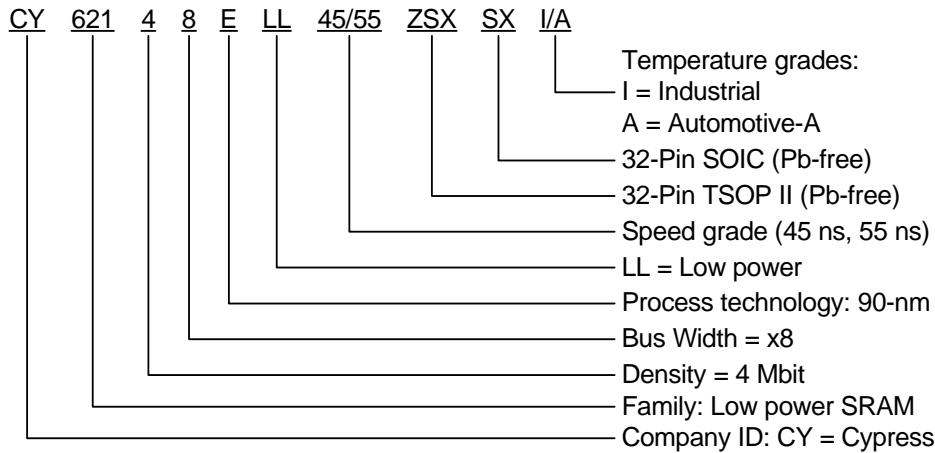 CY 621 4 8 E LL 45/55 ZSX SX I/A
Temperature grades:
I = Industrial
A = Automotive-A
32-Pin SOIC (Pb-free)
32-Pin TSOP II (Pb-free)
Speed grade (45 ns, 55 ns)
LL = Low power
Process technology: 90-nm
Bus Width = x8
Density = 4 Mbit
Family: Low power SRAM
Company ID: CY = Cypress